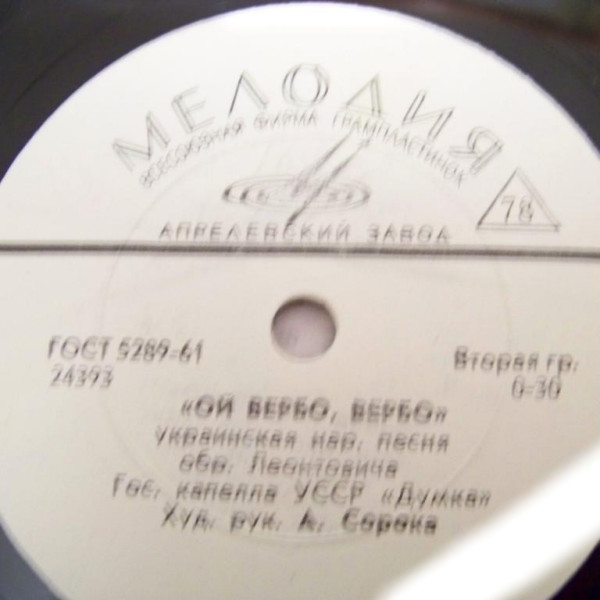 МЕЛОДИЯ
ВСЕСОЮЗНАЯ ФИРМА ГРАМПЛАСТИНОК
АПРЕЛЕВСКИЙ ЗАВОД
78
ГОСТ 5289-61
24393
Вторая гр.
0-30
«ОЙ ВЕРБО, ВЕРБО»
украинская нар. песня
обр. Леонтовича
Гос. капелла УССР «Думка»
Худ. рук. А. Сорока